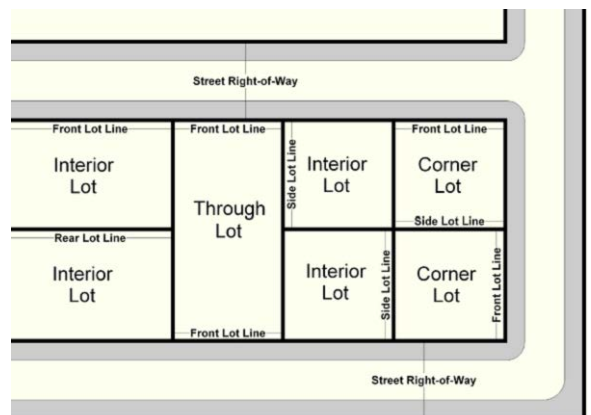 Street Right-of-Way
Front Lot Line
Front Lot Line
Front Lot Line
Interior
Lot
Through
Lot
Side Lot Line
Interior
Lot
Corner
Lot
Side Lot Line
Rear Lot Line
Interior
Lot
Interior
Lot
Side Lot Line
Corner
Lot
Front Lot Line
Front Lot Line
Street Right-of-Way